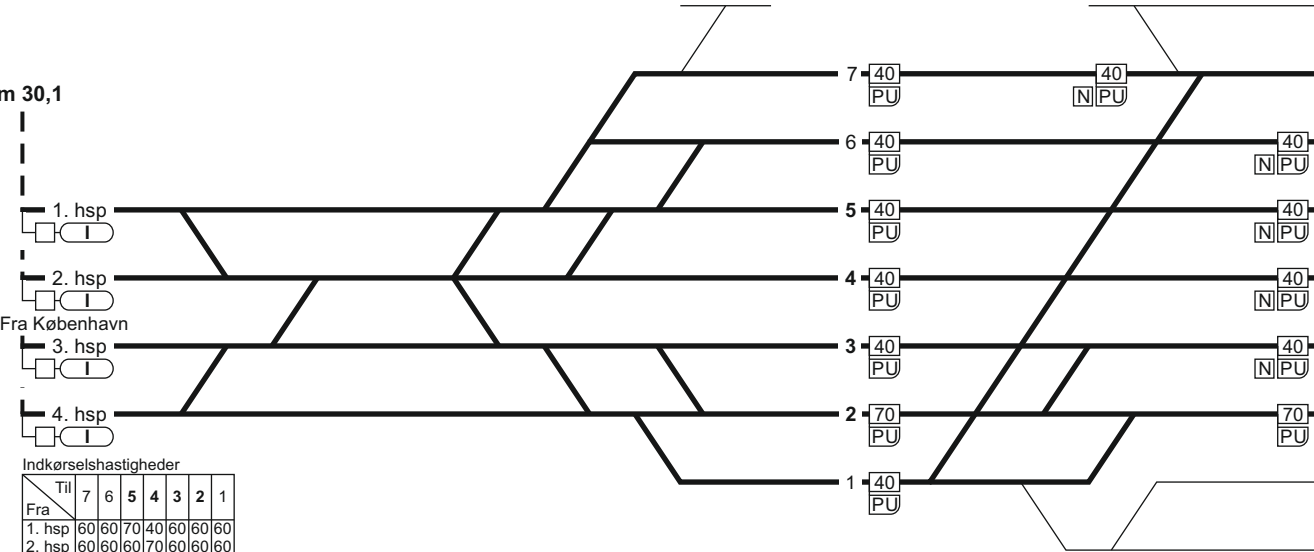 7 40 40
PU N PU
m 30,1
6 40 40
PU N PU
1. hsp 5 40 40
I PU N PU
2. hsp 4 40 40
I PU N PU
Fra København
3. hsp 3 40 40
I PU N PU
4. hsp 2 70 70
I PU PU
Indkørselshastigheder
Til 7 6 5 4 3 2 1
Fra
1 40
PU
1. hsp 60 60 70 40 60 60 60
2. hsp 60 60 60 70 60 60 60